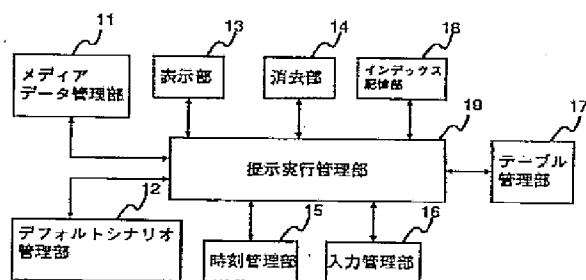 11
メディア
データ管理部
13
表示部
14
消去部
18
インデックス
記憶部
19
提示実行管理部
17
テーブル
管理部
12
デフォルトシナリオ
管理部
15
時刻管理部
16
入力管理部